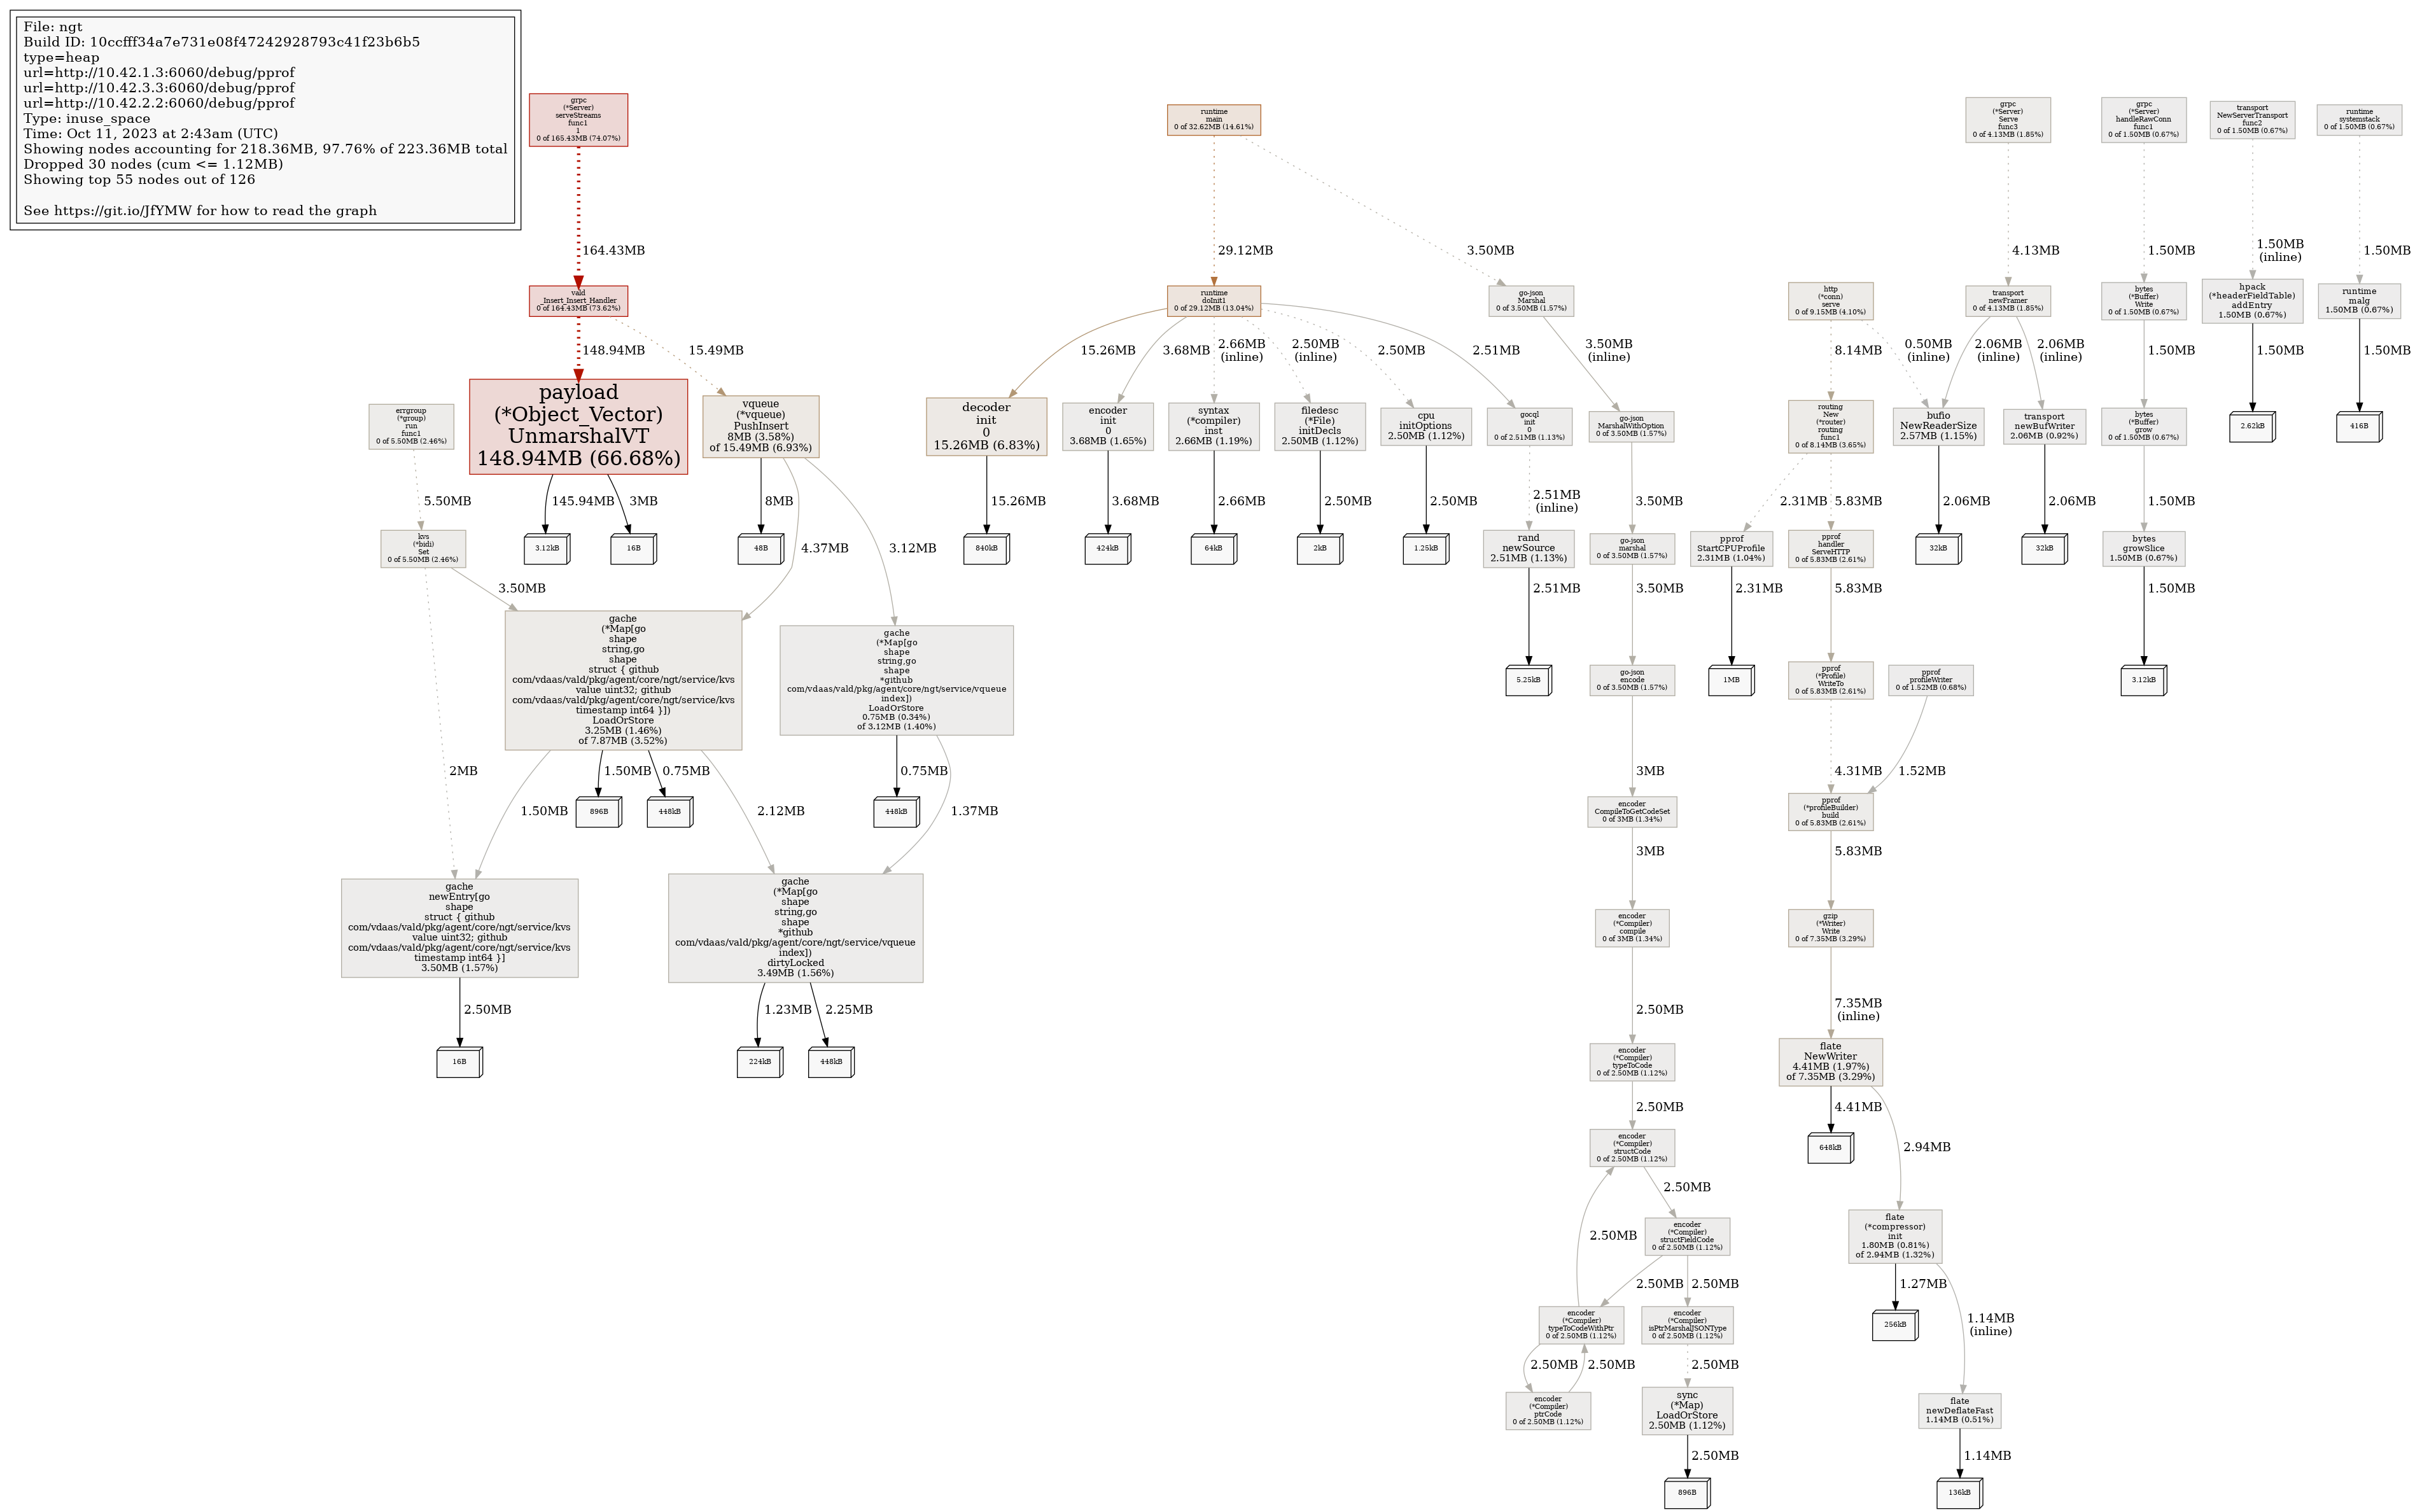 File: ngt
Build ID: 10ccfff34a7e731e08f47242928793c41f23b6b5
type=heap
url=http://10.42.1.3:6060/debug/pprof
url=http://10.42.3.3:6060/debug/pprof
url=http://10.42.2.2:6060/debug/pprof
Type: inuse_space
Time: Oct 11, 2023 at 2:43am (UTC)
Showing nodes accounting for 218.36MB, 97.76% of 223.36MB total
Dropped 30 nodes (cum <= 1.12MB)
Showing top 55 nodes out of 126
See https://git.io/JfYMW for how to read the graph
grpc
(*Server)
serveStreams
func1
1
0 of 165.43MB (74.07%)
runtime
main
0 of 32.62MB (14.61%)
grpc
(*Server)
Serve
func3
0 of 4.13MB (1.85%)
grpc
(*Server)
handleRawConn
func1
0 of 1.50MB (0.67%)
transport
NewServerTransport
func2
0 of 1.50MB (0.67%)
runtime
systemstack
0 of 1.50MB (0.67%)
164.43MB
29.12MB
3.50MB
4.13MB
1.50MB
1.50MB
(inline)
1.50MB
vald
_Insert_Insert_Handler
0 of 164.43MB (73.62%)
runtime
doInit1
0 of 29.12MB (13.04%)
go-json
Marshal
0 of 3.50MB (1.57%)
http
(*conn)
serve
0 of 9.15MB (4.10%)
transport
newFramer
0 of 4.13MB (1.85%)
bytes
(*Buffer)
Write
0 of 1.50MB (0.67%)
hpack
(*headerFieldTable)
addEntry
1.50MB (0.67%)
runtime
malg
1.50MB (0.67%)
148.94MB
15.49MB
15.26MB
3.68MB
2.66MB
(inline)
2.50MB
(inline)
2.50MB
2.51MB
3.50MB
(inline)
8.14MB
0.50MB
(inline)
2.06MB
(inline)
2.06MB
(inline)
1.50MB
1.50MB
1.50MB
errgroup
(*group)
run
func1
0 of 5.50MB (2.46%)
payload
(*Object_Vector)
UnmarshalVT
148.94MB (66.68%)
vqueue
(*vqueue)
PushInsert
8MB (3.58%)
of 15.49MB (6.93%)
decoder
init
0
15.26MB (6.83%)
encoder
init
0
3.68MB (1.65%)
syntax
(*compiler)
inst
2.66MB (1.19%)
filedesc
(*File)
initDecls
2.50MB (1.12%)
cpu
initOptions
2.50MB (1.12%)
gocql
init
0
0 of 2.51MB (1.13%)
go-json
MarshalWithOption
0 of 3.50MB (1.57%)
routing
New
(*router)
routing
func1
0 of 8.14MB (3.65%)
bufio
NewReaderSize
2.57MB (1.15%)
transport
newBufWriter
2.06MB (0.92%)
bytes
(*Buffer)
grow
0 of 1.50MB (0.67%)
2.62kB
416B
5.50MB
145.94MB
3MB
8MB
4.37MB
3.12MB
15.26MB
3.68MB
2.66MB
2.50MB
2.50MB
2.51MB
(inline)
3.50MB
2.31MB
5.83MB
2.06MB
2.06MB
1.50MB
kvs
(*bidi)
Set
0 of 5.50MB (2.46%)
3.12kB
16B
48B
840kB
424kB
64kB
2kB
1.25kB
rand
newSource
2.51MB (1.13%)
go-json
marshal
0 of 3.50MB (1.57%)
pprof
StartCPUProfile
2.31MB (1.04%)
pprof
handler
ServeHTTP
0 of 5.83MB (2.61%)
32kB
32kB
bytes
growSlice
1.50MB (0.67%)
3.50MB
2.51MB
3.50MB
2.31MB
5.83MB
1.50MB
gache
(*Map[go
shape
string,go
shape
struct { github
com/vdaas/vald/pkg/agent/core/ngt/service/kvs
value uint32; github
com/vdaas/vald/pkg/agent/core/ngt/service/kvs
timestamp int64 }])
LoadOrStore
3.25MB (1.46%)
of 7.87MB (3.52%)
gache
(*Map[go
shape
string,go
shape
*github
com/vdaas/vald/pkg/agent/core/ngt/service/vqueue
index])
LoadOrStore
0.75MB (0.34%)
of 3.12MB (1.40%)
5.25kB
go-json
encode
0 of 3.50MB (1.57%)
1MB
pprof
(*Profile)
WriteTo
0 of 5.83MB (2.61%)
pprof
profileWriter
0 of 1.52MB (0.68%)
3.12kB
2MB
1.50MB
1.50MB
0.75MB
2.12MB
0.75MB
1.37MB
3MB
4.31MB
1.52MB
896B
448kB
448kB
encoder
CompileToGetCodeSet
0 of 3MB (1.34%)
pprof
(*profileBuilder)
build
0 of 5.83MB (2.61%)
3MB
5.83MB
gache
newEntry[go
shape
struct { github
com/vdaas/vald/pkg/agent/core/ngt/service/kvs
value uint32; github
com/vdaas/vald/pkg/agent/core/ngt/service/kvs
timestamp int64 }]
3.50MB (1.57%)
gache
(*Map[go
shape
string,go
shape
*github
com/vdaas/vald/pkg/agent/core/ngt/service/vqueue
index])
dirtyLocked
3.49MB (1.56%)
encoder
(*Compiler)
compile
0 of 3MB (1.34%)
gzip
(*Writer)
Write
0 of 7.35MB (3.29%)
2.50MB
1.23MB
2.25MB
2.50MB
7.35MB
(inline)
16B
224kB
448kB
encoder
(*Compiler)
typeToCode
0 of 2.50MB (1.12%)
flate
NewWriter
4.41MB (1.97%)
of 7.35MB (3.29%)
2.50MB
4.41MB
2.94MB
encoder
(*Compiler)
structCode
0 of 2.50MB (1.12%)
648kB
2.50MB
2.50MB
encoder
(*Compiler)
structFieldCode
0 of 2.50MB (1.12%)
flate
(*compressor)
init
1.80MB (0.81%)
of 2.94MB (1.32%)
2.50MB
2.50MB
1.27MB
1.14MB
(inline)
encoder
(*Compiler)
typeToCodeWithPtr
0 of 2.50MB (1.12%)
encoder
(*Compiler)
isPtrMarshalJSONType
0 of 2.50MB (1.12%)
256kB
2.50MB
2.50MB
2.50MB
encoder
(*Compiler)
ptrCode
0 of 2.50MB (1.12%)
sync
(*Map)
LoadOrStore
2.50MB (1.12%)
flate
newDeflateFast
1.14MB (0.51%)
2.50MB
1.14MB
896B
136kB